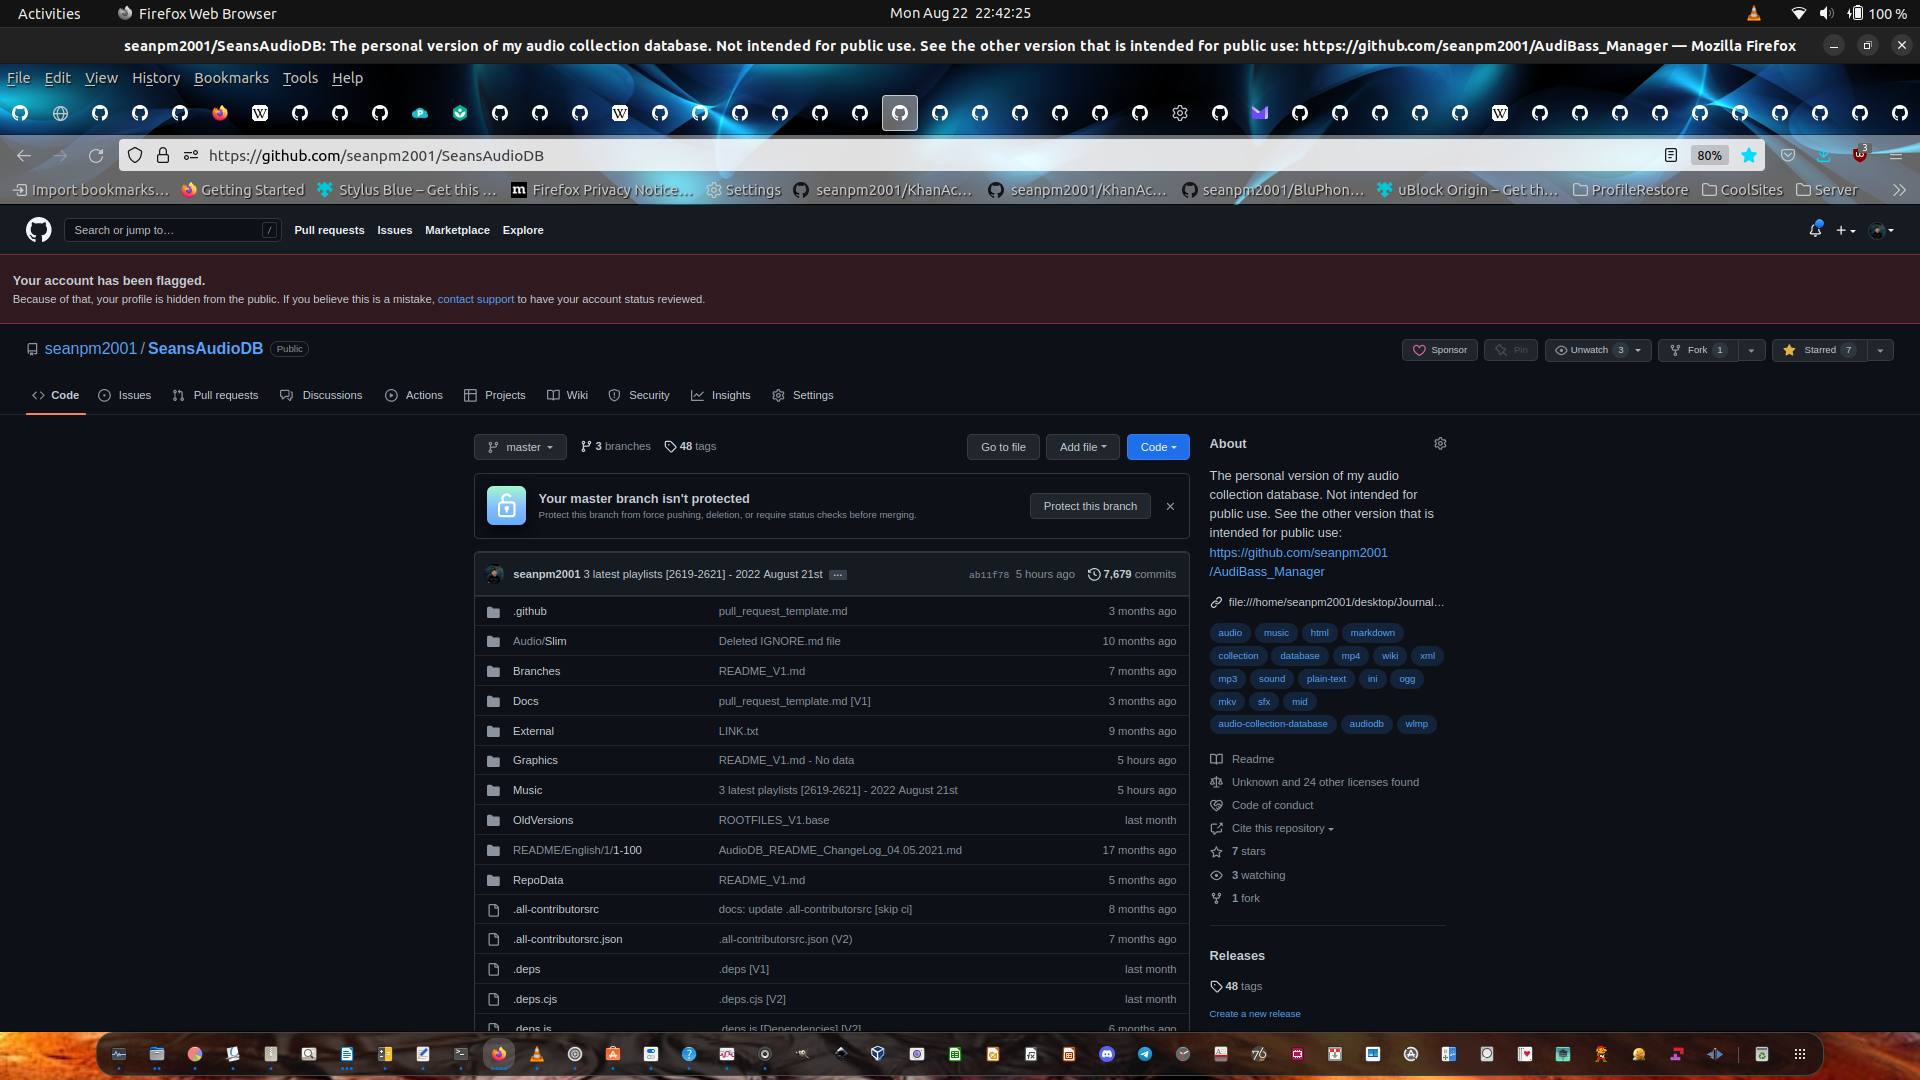 Activities
Firefox Web Browser
Mon Aug 22 22:42:25
100 %
seanpm2001/SeansAudioDB: The personal version of my audio collection database. Not intended for public use. See the other version that is intended for public use: https://github.com/seanpm2001/AudiBass_Manager — Mozilla Firefox
File Edit View History Bookmarks Tools Help
https://github.com/seanpm2001/SeansAudioDB
80%
3
Import bookmarks… Getting Started Stylus Blue – Get this … Firefox Privacy Notice… Settings seanpm2001/KhanAc… seanpm2001/KhanAc… seanpm2001/BluPhon… uBlock Origin – Get th… ProfileRestore CoolSites Server
Search or jump to… / Pull requests Issues Marketplace Explore
Your account has been flagged.
Because of that, your profile is hidden from the public. If you believe this is a mistake, contact support to have your account status reviewed.
seanpm2001 / SeansAudioDB Public
Sponsor Pin Unwatch 3 Fork 1 Starred 7
Code Issues Pull requests Discussions Actions Projects Wiki Security Insights Settings
master 3 branches 48 tags Go to file Add file Code
Your master branch isn't protected
Protect this branch from force pushing, deletion, or require status checks before merging.
Protect this branch
seanpm2001 3 latest playlists [2619-2621] - 2022 August 21st … ab11f78 5 hours ago 7,679 commits
.github pull_request_template.md 3 months ago
Audio/Slim Deleted IGNORE.md file 10 months ago
Branches README_V1.md 7 months ago
Docs pull_request_template.md [V1] 3 months ago
External LINK.txt 9 months ago
Graphics README_V1.md - No data 5 hours ago
Music 3 latest playlists [2619-2621] - 2022 August 21st 5 hours ago
OldVersions ROOTFILES_V1.base last month
README/English/1/1-100 AudioDB_README_ChangeLog_04.05.2021.md 17 months ago
RepoData README_V1.md 5 months ago
.all-contributorsrc docs: update .all-contributorsrc [skip ci] 8 months ago
.all-contributorsrc.json .all-contributorsrc.json (V2) 7 months ago
.deps .deps [V1] last month
.deps.cjs .deps.cjs [V2] last month
.deps.js .deps.js [Dependencies] [V2] 6 months ago
About
The personal version of my audio
collection database. Not intended for
public use. See the other version that is
intended for public use:
https://github.com/seanpm2001
/AudiBass_Manager
file:///home/seanpm2001/desktop/Journal…
audio music html markdown
collection database mp4 wiki xml
mp3 sound plain-text ini ogg
mkv sfx mid
audio-collection-database audiodb wlmp
Readme
Unknown and 24 other licenses found
Code of conduct
Cite this repository
7 stars
3 watching
1 fork
Releases
48 tags
Create a new release